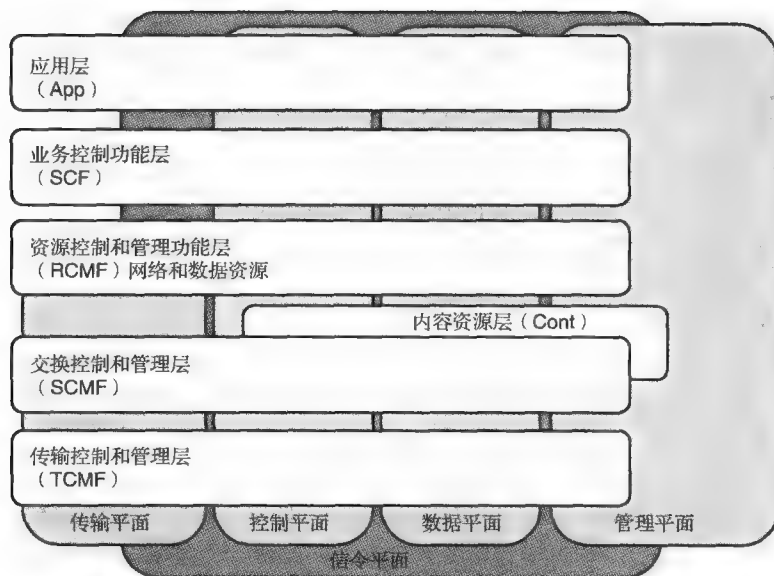 应用层
（App）
业务控制功能层
（SCF）
资源控制和管理功能层
（RCMF）网络和数据资源
内容资源层（Cont）
交换控制和管理层
（SCMF）
传输控制和管理层
（TCMF）
传输平面 控制平面 数据平面 管理平面
信令平面